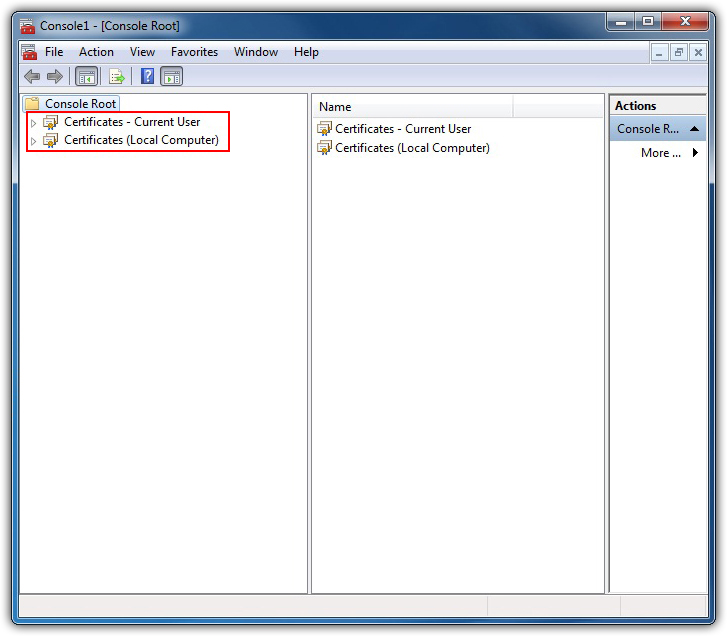 Console1 - [Console Root]
File Action View Favorites Window Help
Console Root
Certificates - Current User
Certificates (Local Computer)
Name
Certificates - Current User
Certificates (Local Computer)
Actions
Console R...
More ...